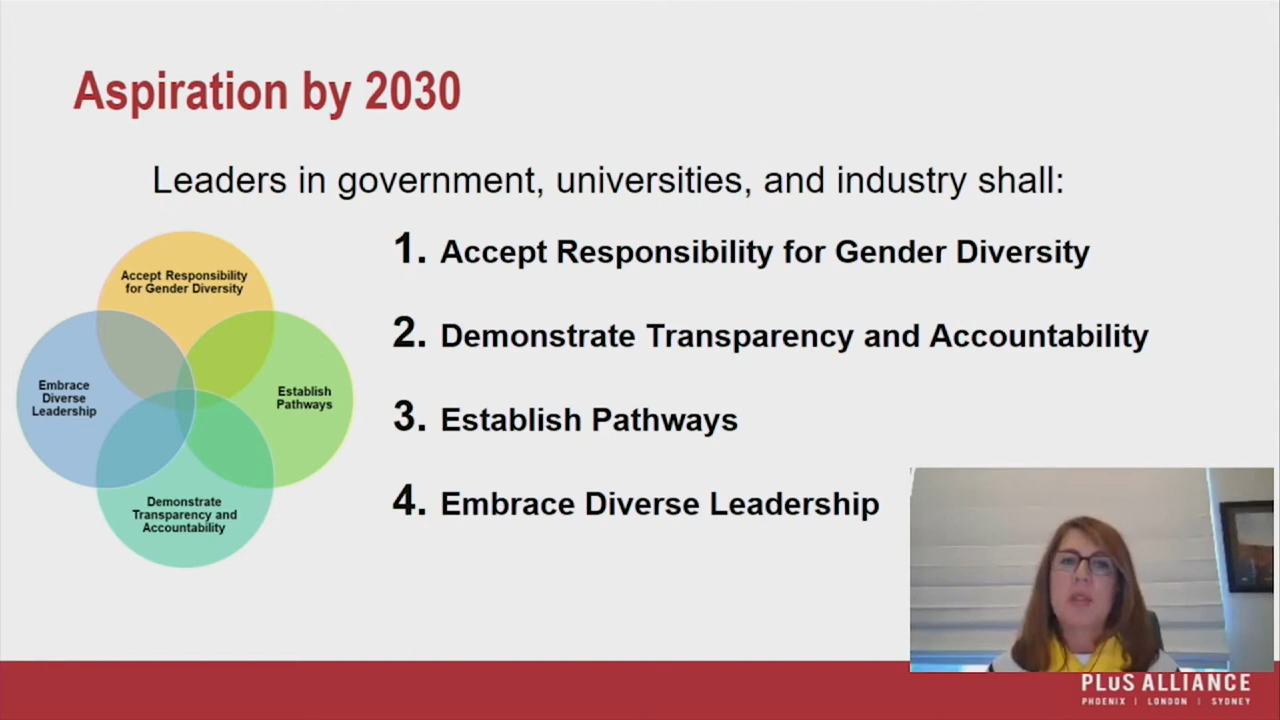 Aspiration by 2030
Leaders in government, universities, and industry shall:
1. Accept Responsibility for Gender Diversity
2. Demonstrate Transparency and Accountability
3. Establish Pathways
4. Embrace Diverse Leadership
Accept Responsibility
for Gender Diversity
Embrace
Diverse
Leadership
Establish
Pathways
Demonstrate
Transparency and
Accountability
PLuS ALLIANCE
PHOENIX | LONDON | SYDNEY